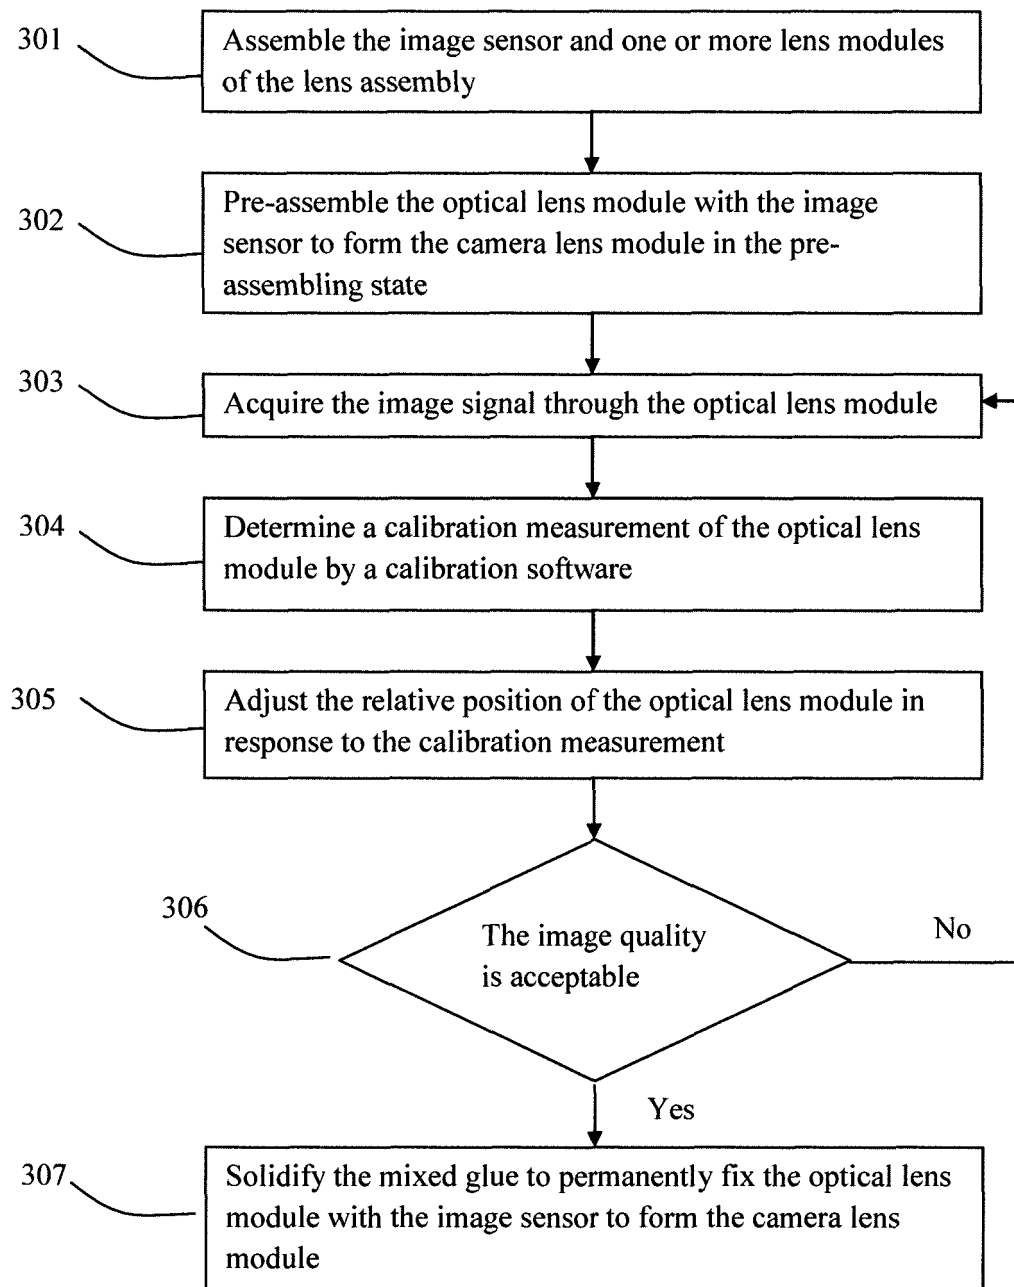 301
Assemble the image sensor and one or more lens modules
of the lens assembly
302
Pre-assemble the optical lens module with the image
sensor to form the camera lens module in the pre-
assembling state
303
Acquire the image signal through the optical lens module
304
Determine a calibration measurement of the optical lens
module by a calibration software
305
Adjust the relative position of the optical lens module in
response to the calibration measurement
306
The image quality
is acceptable
No
Yes
307
Solidify the mixed glue to permanently fix the optical lens
module with the image sensor to form the camera lens
module